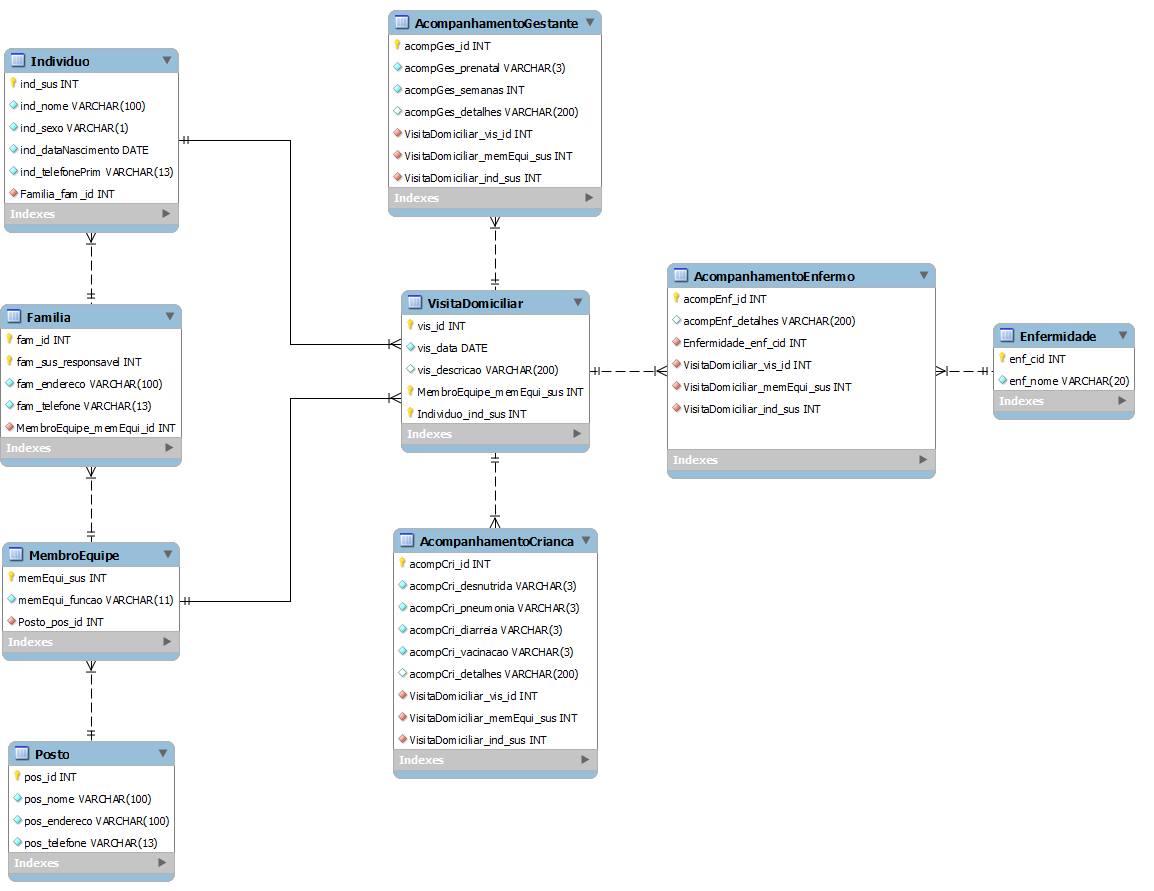 AcompanhamentoGestante
acompGes_id INT
acompGes_prenatal VARCHAR(3)
acompGes_semanas INT
acompGes_detalhes VARCHAR(200)
VisitaDomiciliar_vis_id INT
VisitaDomiciliar_memEqui_sus INT
VisitaDomiciliar_ind_sus INT
Indexes
Individuo
ind_sus INT
ind_nome VARCHAR(100)
ind_sexo VARCHAR(1)
ind_dataNascimento DATE
ind_telefonePrim VARCHAR(13)
Familia_fam_id INT
Indexes
Familia
fam_id INT
fam_sus_responsavel INT
fam_endereco VARCHAR(100)
fam_telefone VARCHAR(13)
MembroEquipe_memEqui_id INT
Indexes
VisitaDomiciliar
vis_id INT
vis_data DATE
vis_descricao VARCHAR(200)
MembroEquipe_memEqui_sus INT
Individuo_ind_sus INT
Indexes
AcompanhamentoEnfermo
acompEnf_id INT
acompEnf_detalhes VARCHAR(200)
Enfermidade_enf_cid INT
VisitaDomiciliar_vis_id INT
VisitaDomiciliar_memEqui_sus INT
VisitaDomiciliar_ind_sus INT
Indexes
Enfermidade
enf_cid INT
enf_nome VARCHAR(20)
Indexes
MembroEquipe
memEqui_sus INT
memEqui_funcao VARCHAR(11)
Posto_pos_id INT
Indexes
AcompanhamentoCrianca
acompCri_id INT
acompCri_desnutrida VARCHAR(3)
acompCri_pneumonia VARCHAR(3)
acompCri_diarreia VARCHAR(3)
acompCri_vacinacao VARCHAR(3)
acompCri_detalhes VARCHAR(200)
VisitaDomiciliar_vis_id INT
VisitaDomiciliar_memEqui_sus INT
VisitaDomiciliar_ind_sus INT
Indexes
Posto
pos_id INT
pos_nome VARCHAR(100)
pos_endereco VARCHAR(100)
pos_telefone VARCHAR(13)
Indexes